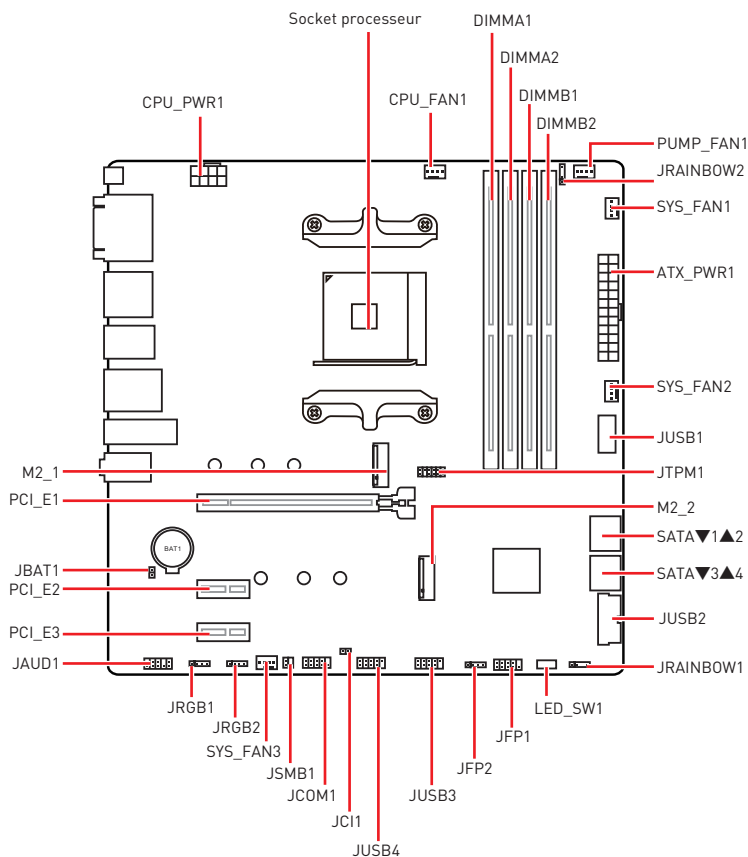 Socket processeur
DIMMA1
DIMMA2
CPU_PWR1
CPU_FAN1
DIMMB1
DIMMB2
PUMP_FAN1
JRAINBOW2
SYS_FAN1
ATX_PWR1
SYS_FAN2
JUSB1
M2_1
JTPM1
PCI_E1
M2_2
SATA▼1▲2
BAT1
JBAT1
SATA▼3▲4
PCI_E2
JUSB2
PCI_E3
JAUD1
JRAINBOW1
JRGB1
LED_SW1
JRGB2
JFP1
SYS_FAN3
JFP2
JSMB1
JCOM1
JUSB3
JCI1
JUSB4